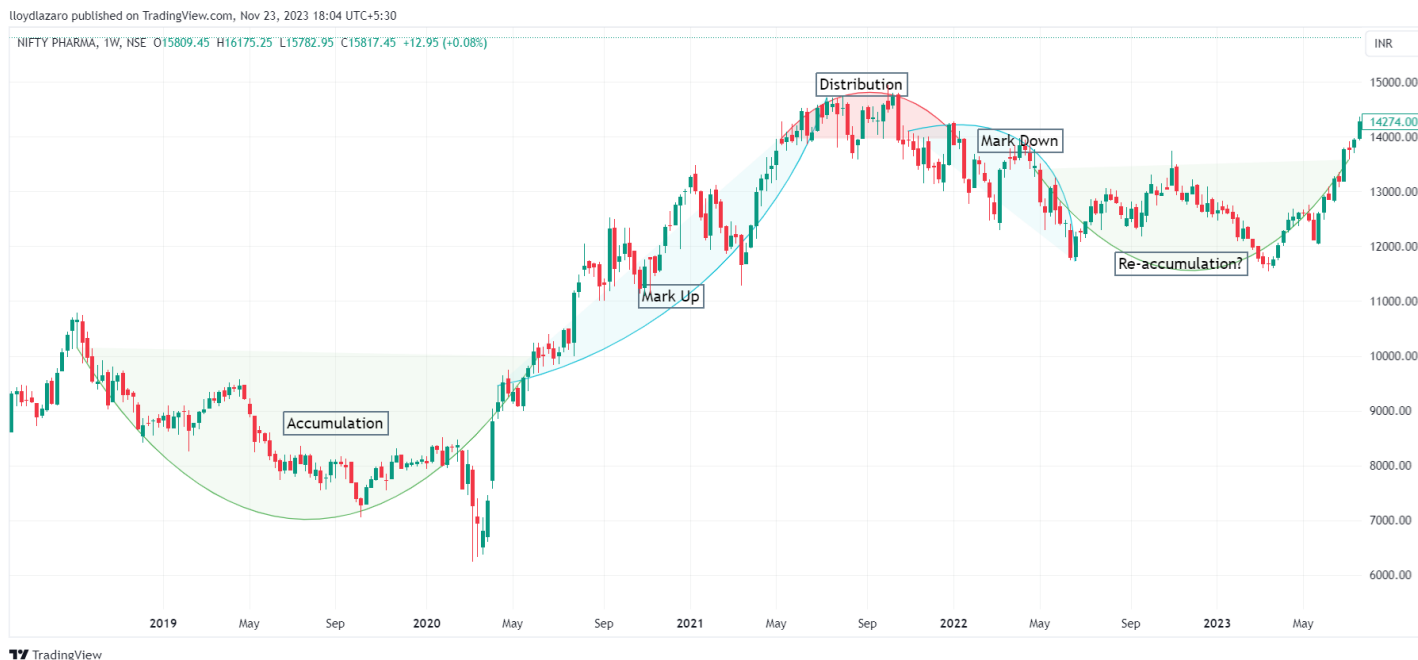 lloydlazaro published on TradingView.com, Nov 23, 2023 18:04 UTC+5:30
NIFTY PHARMA, 1W, NSE O15809.45 H16175.25 L15782.95 C15817.45 +12.95 (+0.08%)
INR
15000.00
14274.00
14000.00
13000.00
12000.00
11000.00
10000.00
9000.00
8000.00
7000.00
6000.00
Distribution
Mark Down
Re-accumulation?
Mark Up
Accumulation
2019 May Sep 2020 May Sep 2021 May Sep 2022 May Sep 2023 May
TradingView